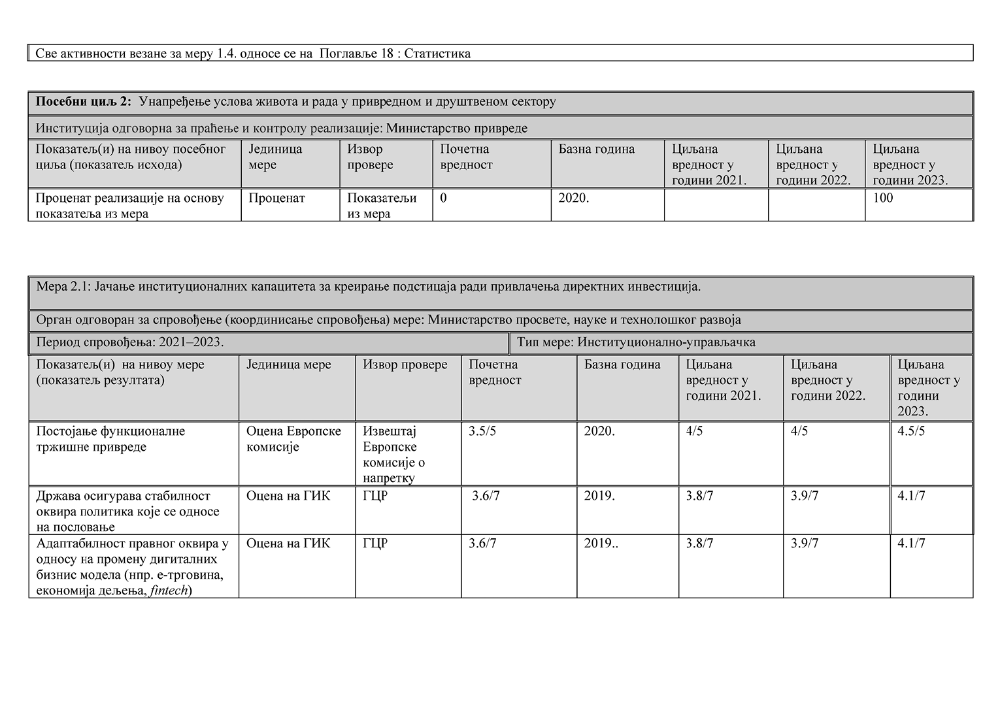 Све активности везане за меру 1.4. односе се на  Поглавље 18 : Статистика
Посебни циљ 2:  Унапређење услова живота и рада у привредном и друштвеном сектору
Институција одговорна за праћење и контролу реализације: Министарство привреде
Показатељ(и) на нивоу посебног
циља (показатељ исхода)
Јединица
мере
Извор
провере
Почетна
вредност
Базна година
Циљана
вредност у
години 2021.
Циљана
вредност у
години 2022.
Циљана
вредност у
години 2023.
Проценат реализације на основу
показатеља из мера
Проценат
Показатељи
из мера
0
2020.
100
Мера 2.1: Јачање институционалних капацитета за креирање подстицаја ради привлачења директних инвестиција.
Орган одговоран за спровођење (координисање спровођења) мере: Министарство просвете, науке и технолошког развоја
Период спровођења: 2021–2023.
Тип мере: Институционално-управљачка
Показатељ(и)  на нивоу мере
(показатељ резултата)
Јединица мере
Извор провере
Почетна
вредност
Базна година
Циљана
вредност у
години 2021.
Циљана
вредност у
години 2022.
Циљана
вредност у
години
2023.
Постојање функционалне
тржишне привреде
Оцена Европске
комисије
Извештај
Европске
комисије о
напретку
3.5/5
2020.
4/5
4/5
4.5/5
Држава осигурава стабилност
оквира политика које се односе
на пословање
Оцена на ГИК
ГЦР
3.6/7
2019.
3.8/7
3.9/7
4.1/7
Адаптабилност правног оквира у
односу на промену дигиталних
бизнис модела (нпр. е-трговина,
економија дељења, fintech)
Оцена на ГИК
ГЦР
3.6/7
2019..
3.8/7
3.9/7
4.1/7